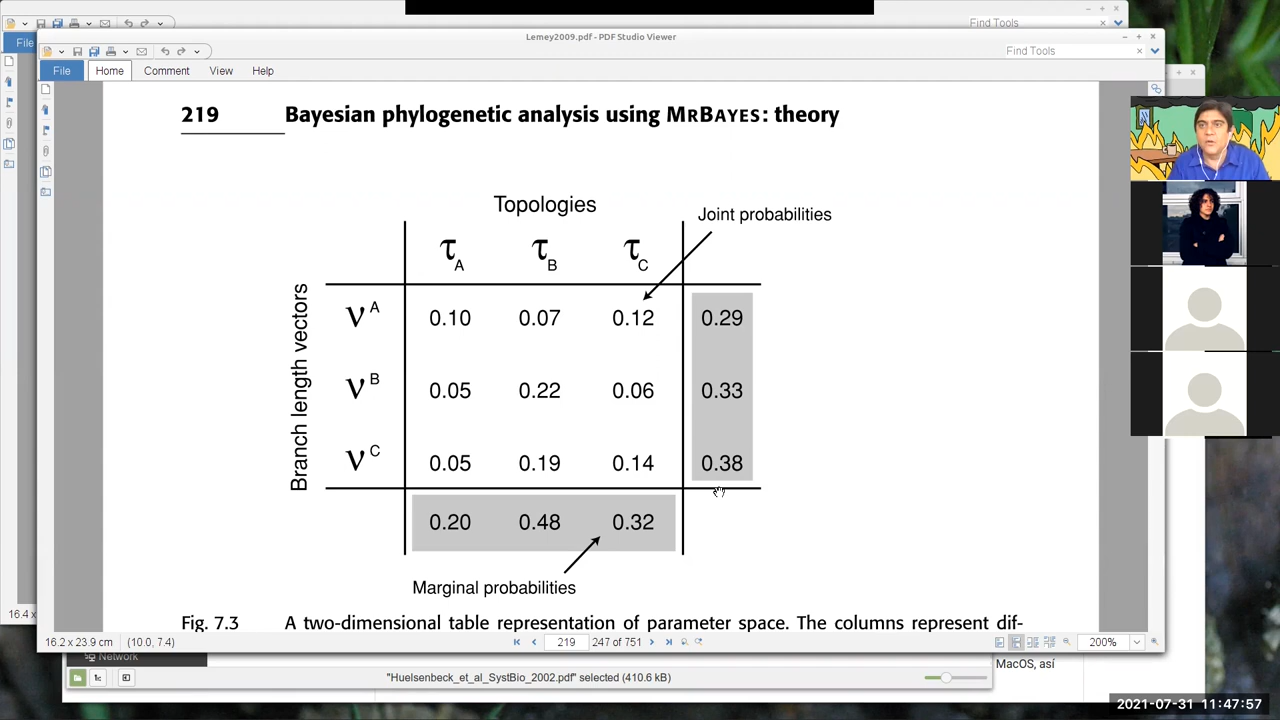 Find Tools
File
Lemey2009.pdf - PDF Studio Viewer
Find Tools
File Home Comment View Help
219 Bayesian phylogenetic analysis using MRBAYES: theory
Topologies
Joint probabilities
τA τB τC
Branch length vectors
νA 0.10 0.07 0.12 0.29
νB 0.05 0.22 0.06 0.33
νC 0.05 0.19 0.14 0.38
0.20 0.48 0.32
Marginal probabilities
Fig. 7.3 A two-dimensional table representation of parameter space. The columns represent dif-
16.4 x
16.2 x 23.9 cm (10.0, 7.4) 219 247 of 751 200%
Network
MacOS, así
"Huelsenbeck_et_al_SystBio_2002.pdf" selected (410.6 kB)
2021-07-31 11:47:57